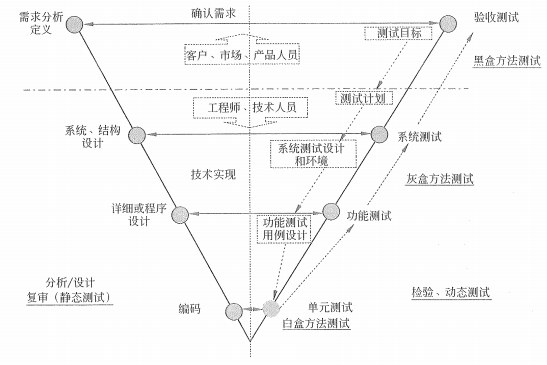 需求分析
定义
确认需求
验收测试
测试目标
客户、市场、产品人员
黑盒方法测试
工程师、技术人员
测试计划
系统、结构
设计
系统测试
系统测试设计
和环境
技术实现
灰盒方法测试
详细或程序
设计
功能测试
功能测试
用例设计
分析/设计
复审（静态测试）
检验、动态测试
编码
单元测试
白盒方法测试